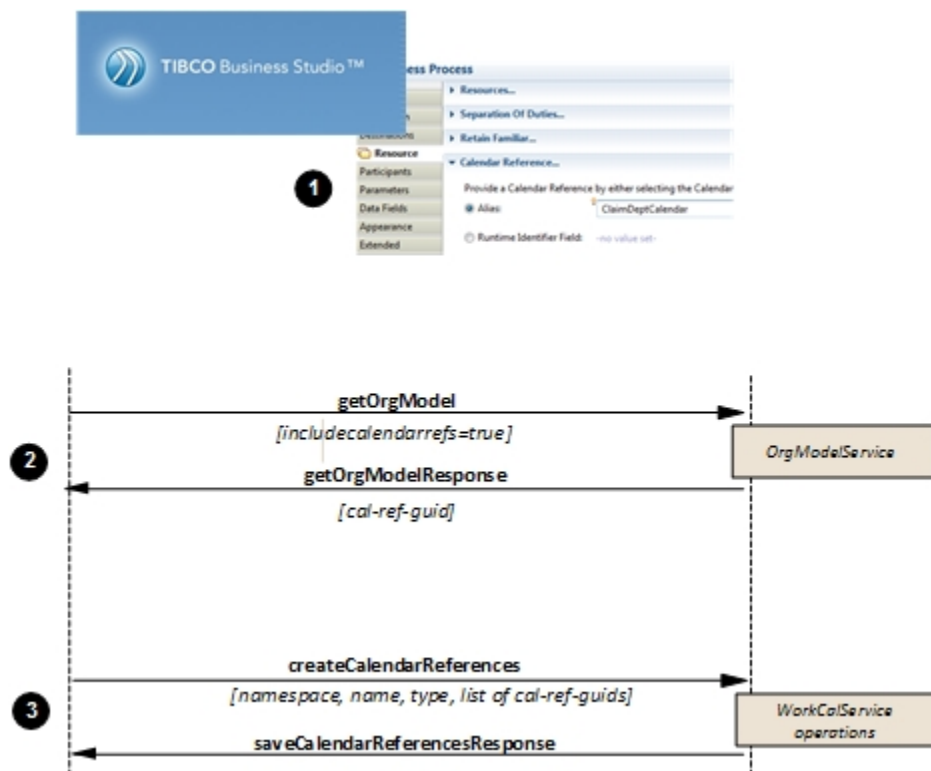 TIBCO Business Studio™
ess Process
Resources...
Separation Of Duties...
Destinations
Retain Familiar...
Resource
Calendar Reference...
Participants
Parameters
Provide a Calendar Reference by either selecting the Calendar
Data Fields
Alias:
ClaimDeptCalendar
Appearance
Extended
Runtime Identifier Field:
-no value set-
1
getOrgModel
[includecalendarrefs=true]
OrgModelService
2
getOrgModelResponse
[cal-ref-guid]
createCalendarReferences
[namespace, name, type, list of cal-ref-guids]
3
WorkCalService
operations
saveCalendarReferencesResponse